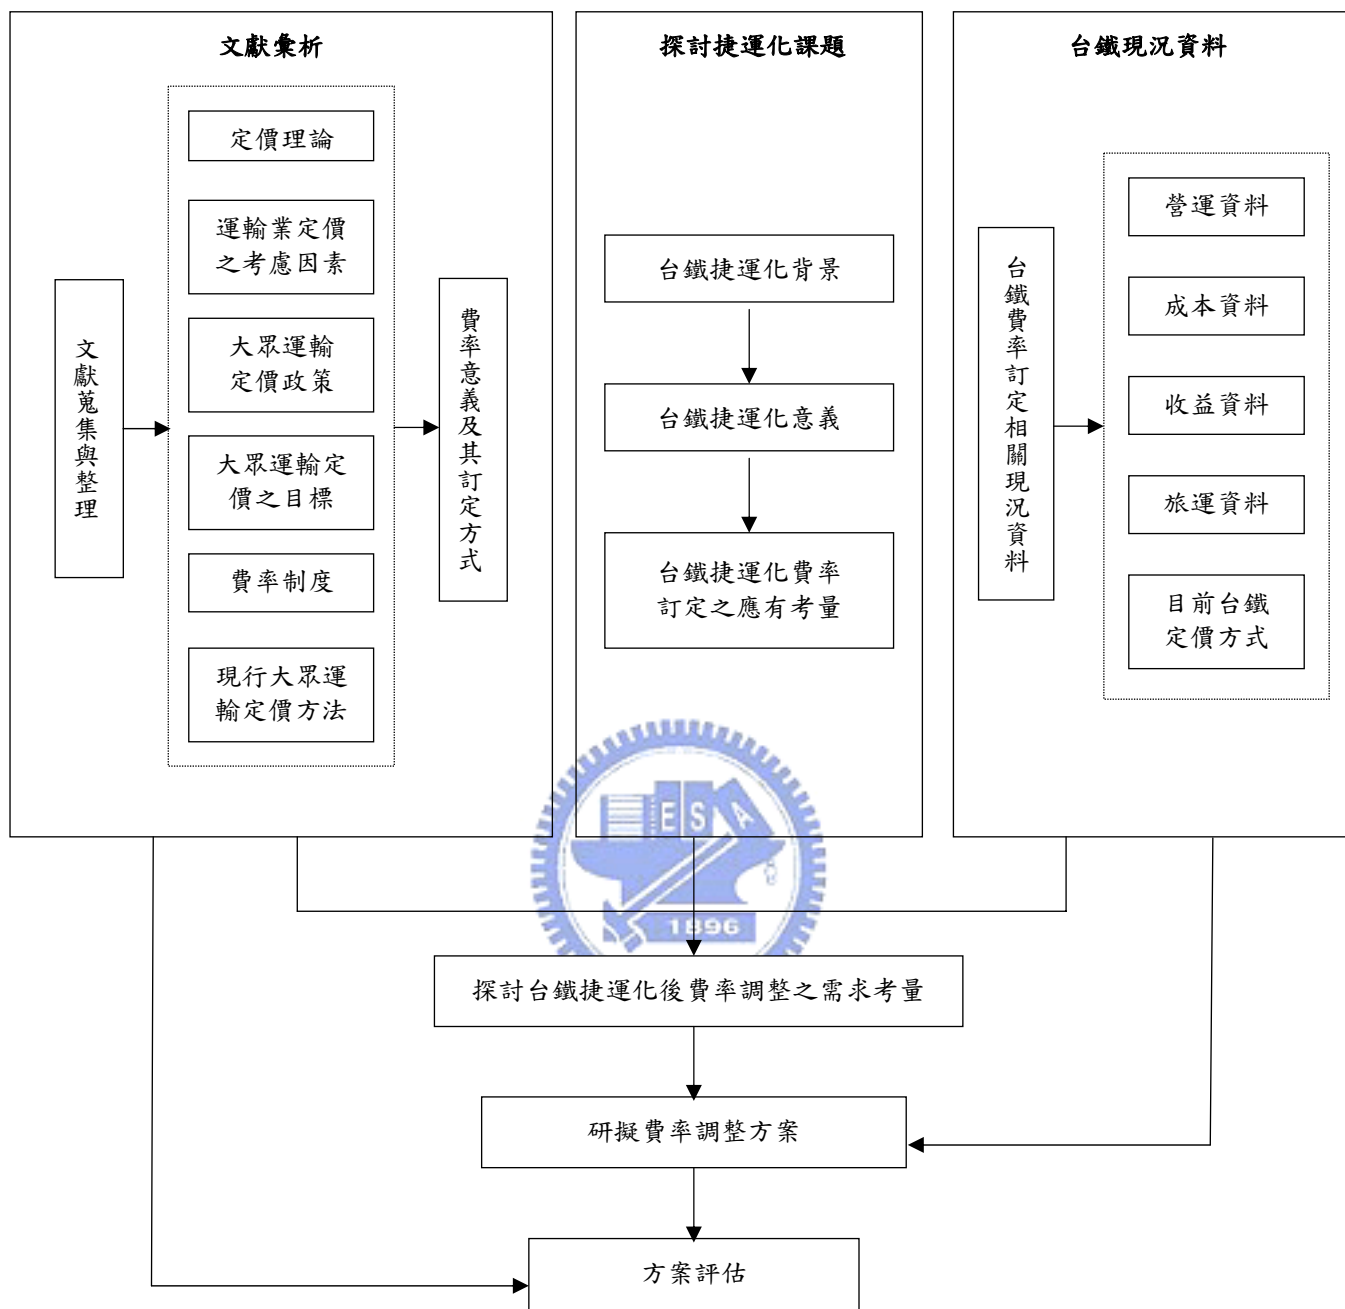 文獻彙析
文獻蒐集與整理
定價理論
運輸業定價
之考慮因素
大眾運輸
定價政策
大眾運輸定
價之目標
費率制度
現行大眾運
輸定價方法
費率意義及其訂定方式
探討捷運化課題
台鐵捷運化背景
台鐵捷運化意義
台鐵捷運化費率
訂定之應有考量
台鐵現況資料
台鐵費率訂定相關現況資料
營運資料
成本資料
收益資料
旅運資料
目前台鐵
定價方式
E S A
1896
探討台鐵捷運化後費率調整之需求考量
研擬費率調整方案
方案評估